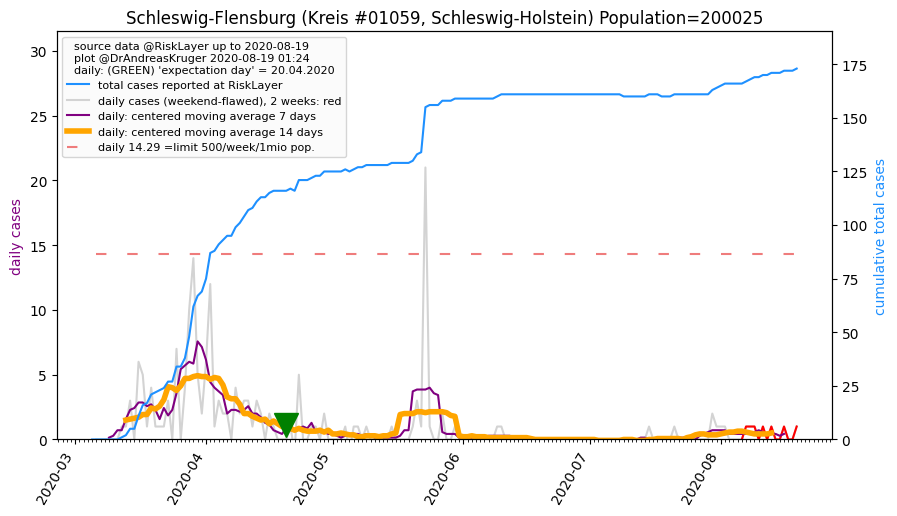 Schleswig-Flensburg (Kreis #01059, Schleswig-Holstein) Population=200025
source data @RiskLayer up to 2020-08-19
plot @DrAndreasKruger 2020-08-19 01:24
daily: (GREEN) 'expectation day' = 20.04.2020
total cases reported at RiskLayer
daily cases (weekend-flawed), 2 weeks: red
daily: centered moving average 7 days
daily: centered moving average 14 days
daily 14.29 =limit 500/week/1mio pop.
daily cases
30
25
20
15
10
5
0
cumulative total cases
175
150
125
100
75
50
25
0
2020-03
2020-04
2020-05
2020-06
2020-07
2020-08